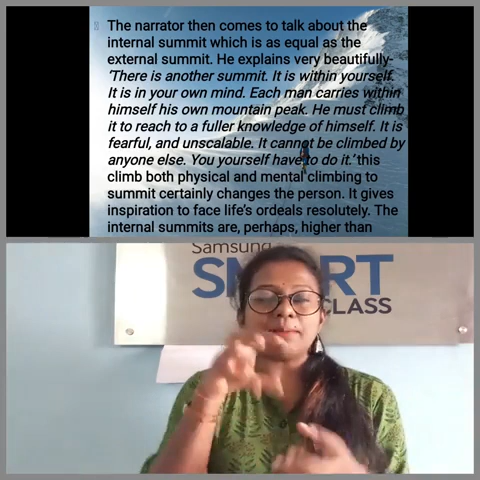 The narrator then comes to talk about the
internal summit which is as equal as the
external summit. He explains very beautifully-
'There is another summit. It is within yourself.
It is in your own mind. Each man carries within
himself his own mountain peak. He must climb
it to reach to a fuller knowledge of himself. It is
fearful, and unscalable. It cannot be climbed by
anyone else. You yourself have to do it.'this
climb both physical and mental climbing to
summit certainly changes the person. It gives
inspiration to face life's ordeals resolutely. The
internal summits are, perhaps, higher than
Samsung
SM RT
CLASS